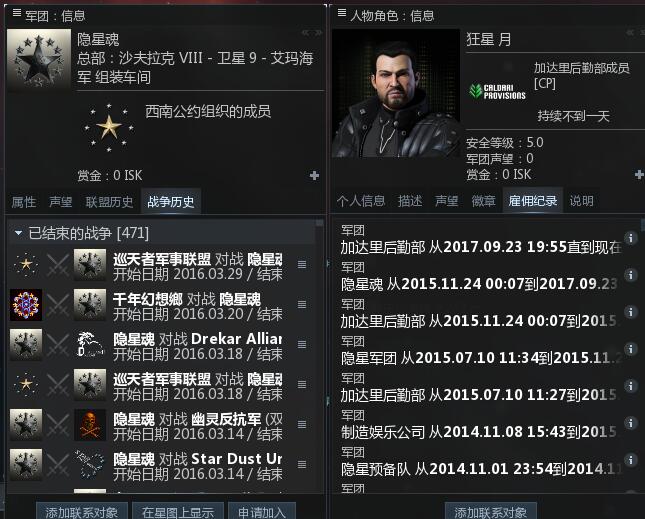 军团：信息
隐星魂
总部：沙夫拉克 VIII - 卫星 9 - 艾玛海
军 组装车间
西南公约组织的成员
赏金：0 ISK
属性 声望 联盟历史 战争历史
已结束的战争 [471]
巡天者军事联盟 对战 隐星
开始日期 2016.03.29 / 结束
千年幻想鄉 对战 隐星魂
开始日期 2016.03.20 / 结束
隐星魂 对战 Drekar Allian
开始日期 2016.03.18 / 结束
巡天者军事联盟 对战 隐星
开始日期 2016.03.18 / 结束
隐星魂 对战 幽灵反抗军 (双
开始日期 2016.03.14 / 结束
隐星魂 对战 Star Dust Un
开始日期 2016.03.14 / 结束
添加联系对象 在星图上显示 申请加入
人物角色：信息
狂星 月
CALDARI
PROVISIONS
加达里后勤部成员
[CP]
持续不到一天
安全等级：5.0
军团声望：0
赏金：0 ISK
个人信息 描述 声望 徽章 雇佣纪录 说明
军团
加达里后勤部 从2017.09.23 19:55直到现在
军团
隐星魂 从2015.11.24 00:07到2017.09.23
军团
加达里后勤部 从2015.11.24 00:07到2015.
军团
隐星军团 从2015.07.10 11:34到2015.11.2
军团
加达里后勤部 从2015.07.10 11:27到2015.
军团
制造娱乐公司 从2014.11.08 15:43到2015.
军团
隐星预备队 从2014.11.01 23:54到2014.11
军团
添加联系对象